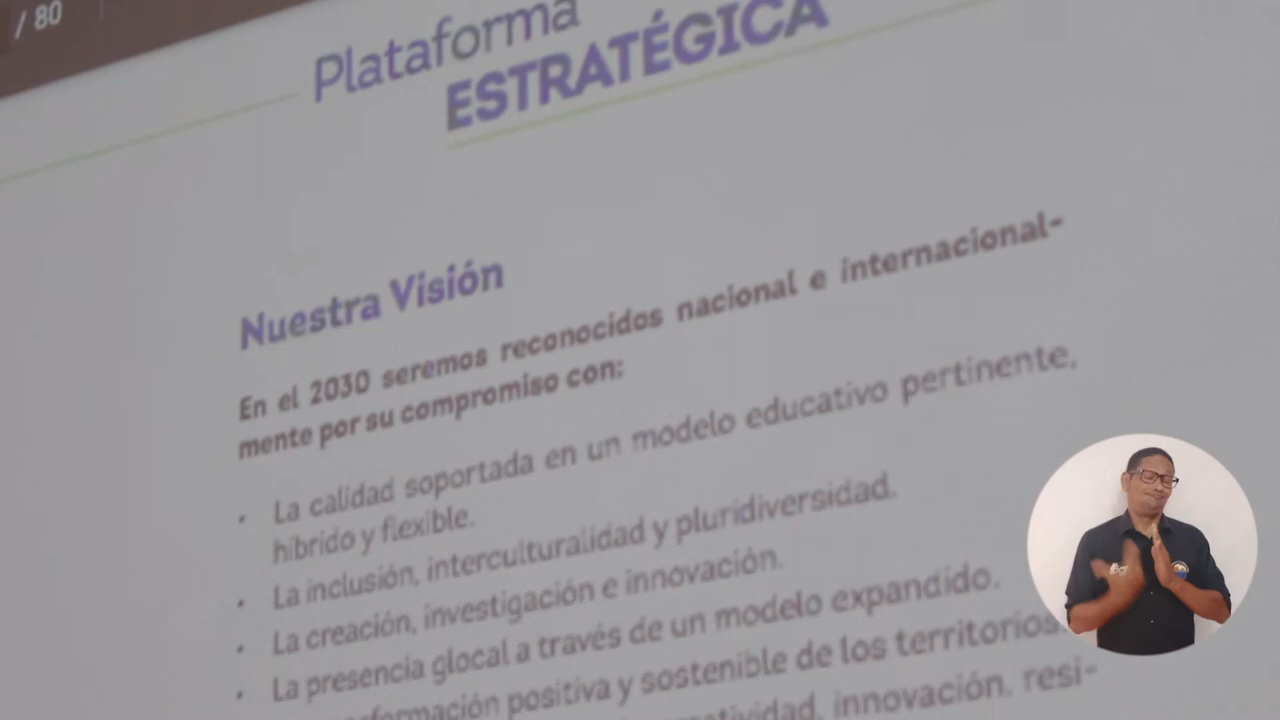 / 80
Plataforma
ESTRATÉGICA
Nuestra Visión
En el 2030 seremos reconocidos nacional e internacional-
mente por su compromiso con:
• La calidad soportada en un modelo educativo pertinente,
híbrido y flexible.
• La inclusión, interculturalidad y pluridiversidad.
• La creación, investigación e innovación.
• La presencia glocal a través de un modelo expandido.
positiva y sostenible de los territorios
innovación, resi-